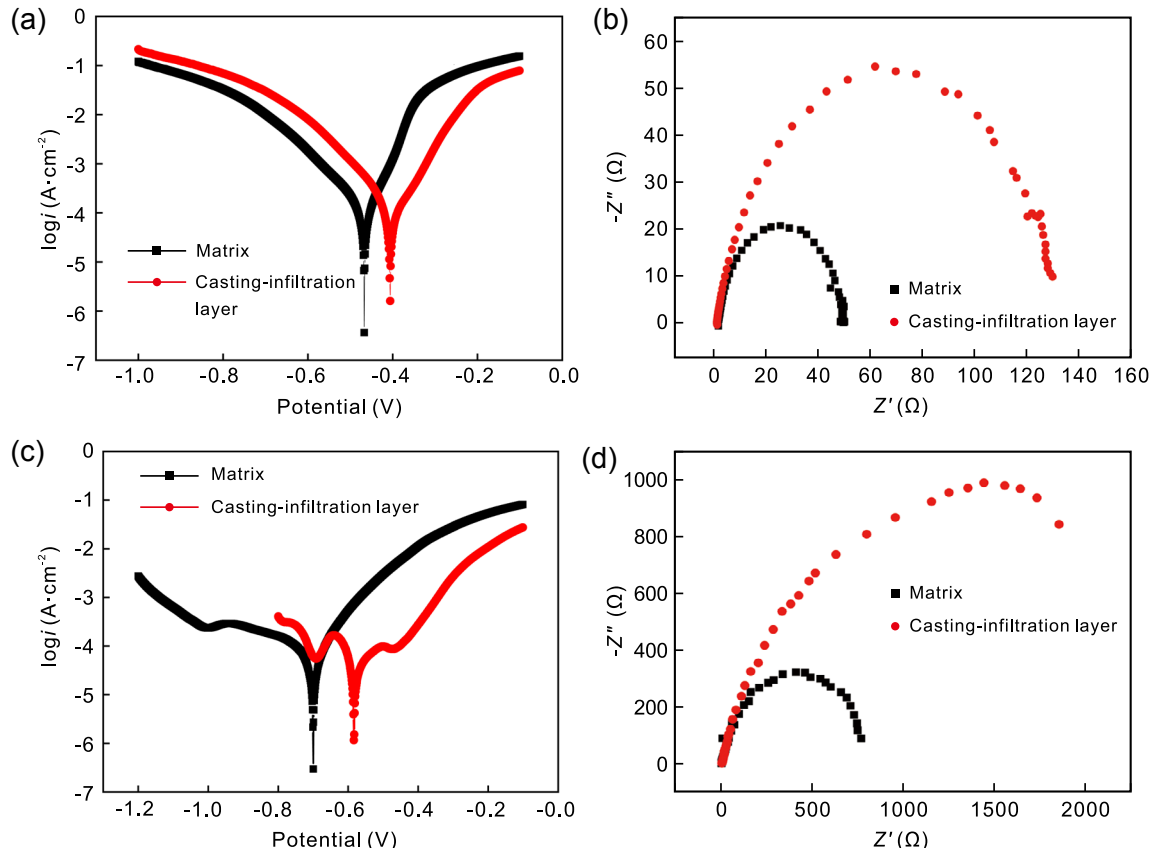 (a)
0
-1
-2
-3
-4
-5
-6
-7
-1.0
-0.8
-0.6
-0.4
-0.2
0.0
logi (A·cm⁻²)
Potential (V)
Matrix
Casting-infiltration
layer
(b)
60
50
40
30
20
10
0
0
20
40
60
80
100
120
140
160
-Z″ (Ω)
Z′ (Ω)
Matrix
Casting-infiltration layer
(c)
0
-1
-2
-3
-4
-5
-6
-7
-1.2
-1.0
-0.8
-0.6
-0.4
-0.2
-0.0
logi (A·cm⁻²)
Potential (V)
Matrix
Casting-infiltration layer
(d)
1000
800
600
400
200
0
0
500
1000
1500
2000
-Z″ (Ω)
Z′ (Ω)
Matrix
Casting-infiltration layer